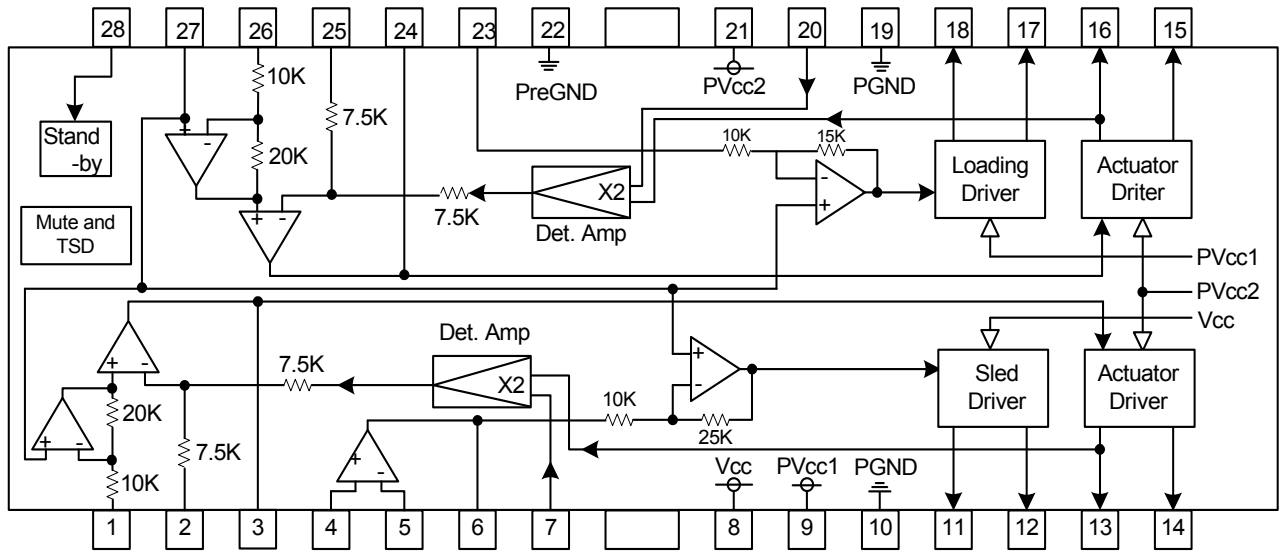 28 27 26 25 24 23 22 21 20 19 18 17 16 15
10K
PreGND
PVcc2
PGND
7.5K
Stand
-by
+ -
20K
10K 15K
Loading
Driver
Actuator
Driter
X2
-
+
+ -
7.5K
Det. Amp
Mute and
TSD
PVcc1
PVcc2
Vcc
Det. Amp
+ -
7.5K
X2
+
-
Sled
Driver
Actuator
Driver
20K
10K
25K
+ -
7.5K
10K
+ -
Vcc PVcc1 PGND
1 2 3 4 5 6 7 8 9 10 11 12 13 14